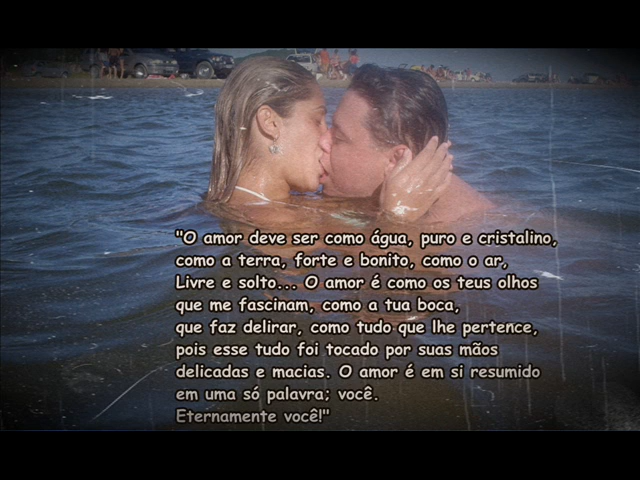 "O amor deve ser como água, puro e cristalino,
como a terra, forte e bonito, como o ar,
Livre e solto... O amor é como os teus olhos
que me fascinam, como a tua boca,
que faz delirar, como tudo que lhe pertence,
pois esse tudo foi tocado por suas mãos
delicadas e macias. O amor é em si resumido
em uma só palavra; você.
Eternamente você!"